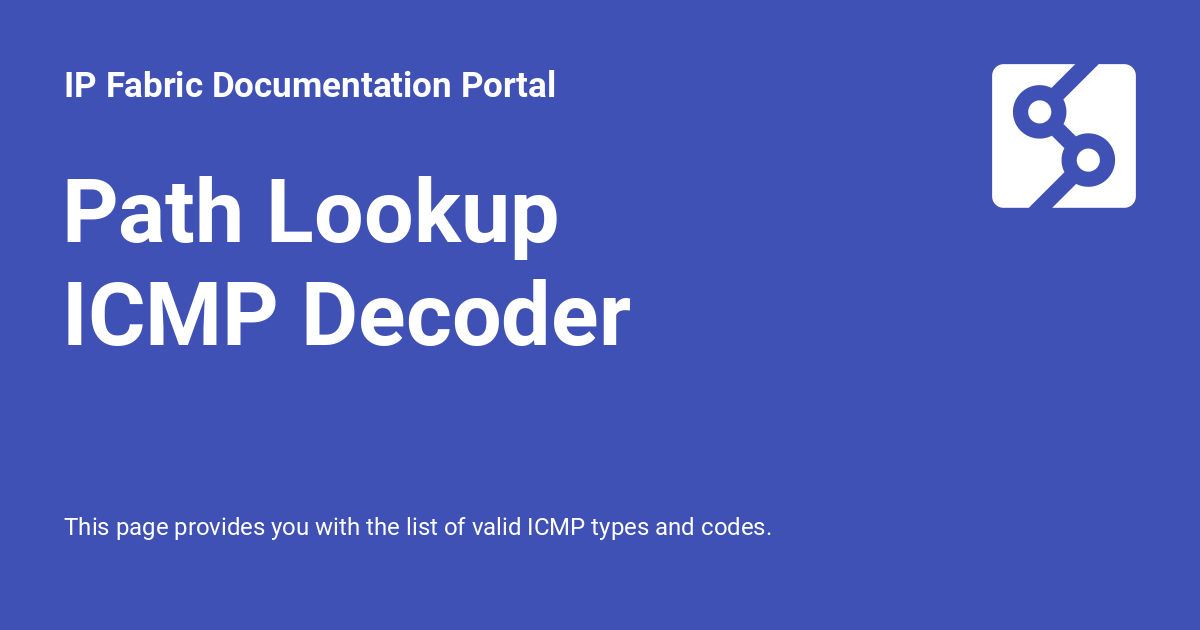 IP Fabric Documentation Portal
Path Lookup
ICMP Decoder
This page provides you with the list of valid ICMP types and codes.